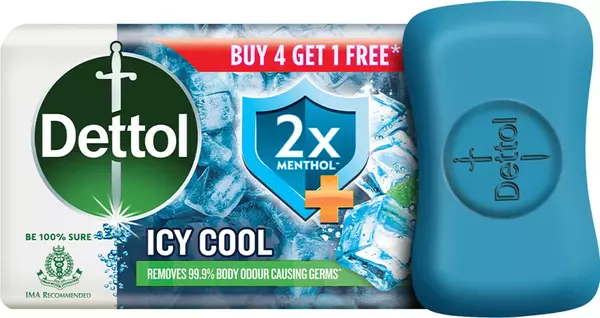 BUY 4 GET 1 FREE*
Dettol
2x
MENTHOL~
BE 100% SURE
ICY COOL
REMOVES 99.9% BODY ODOUR CAUSING GERMS*
IMA RECOMMENDED
Dettol